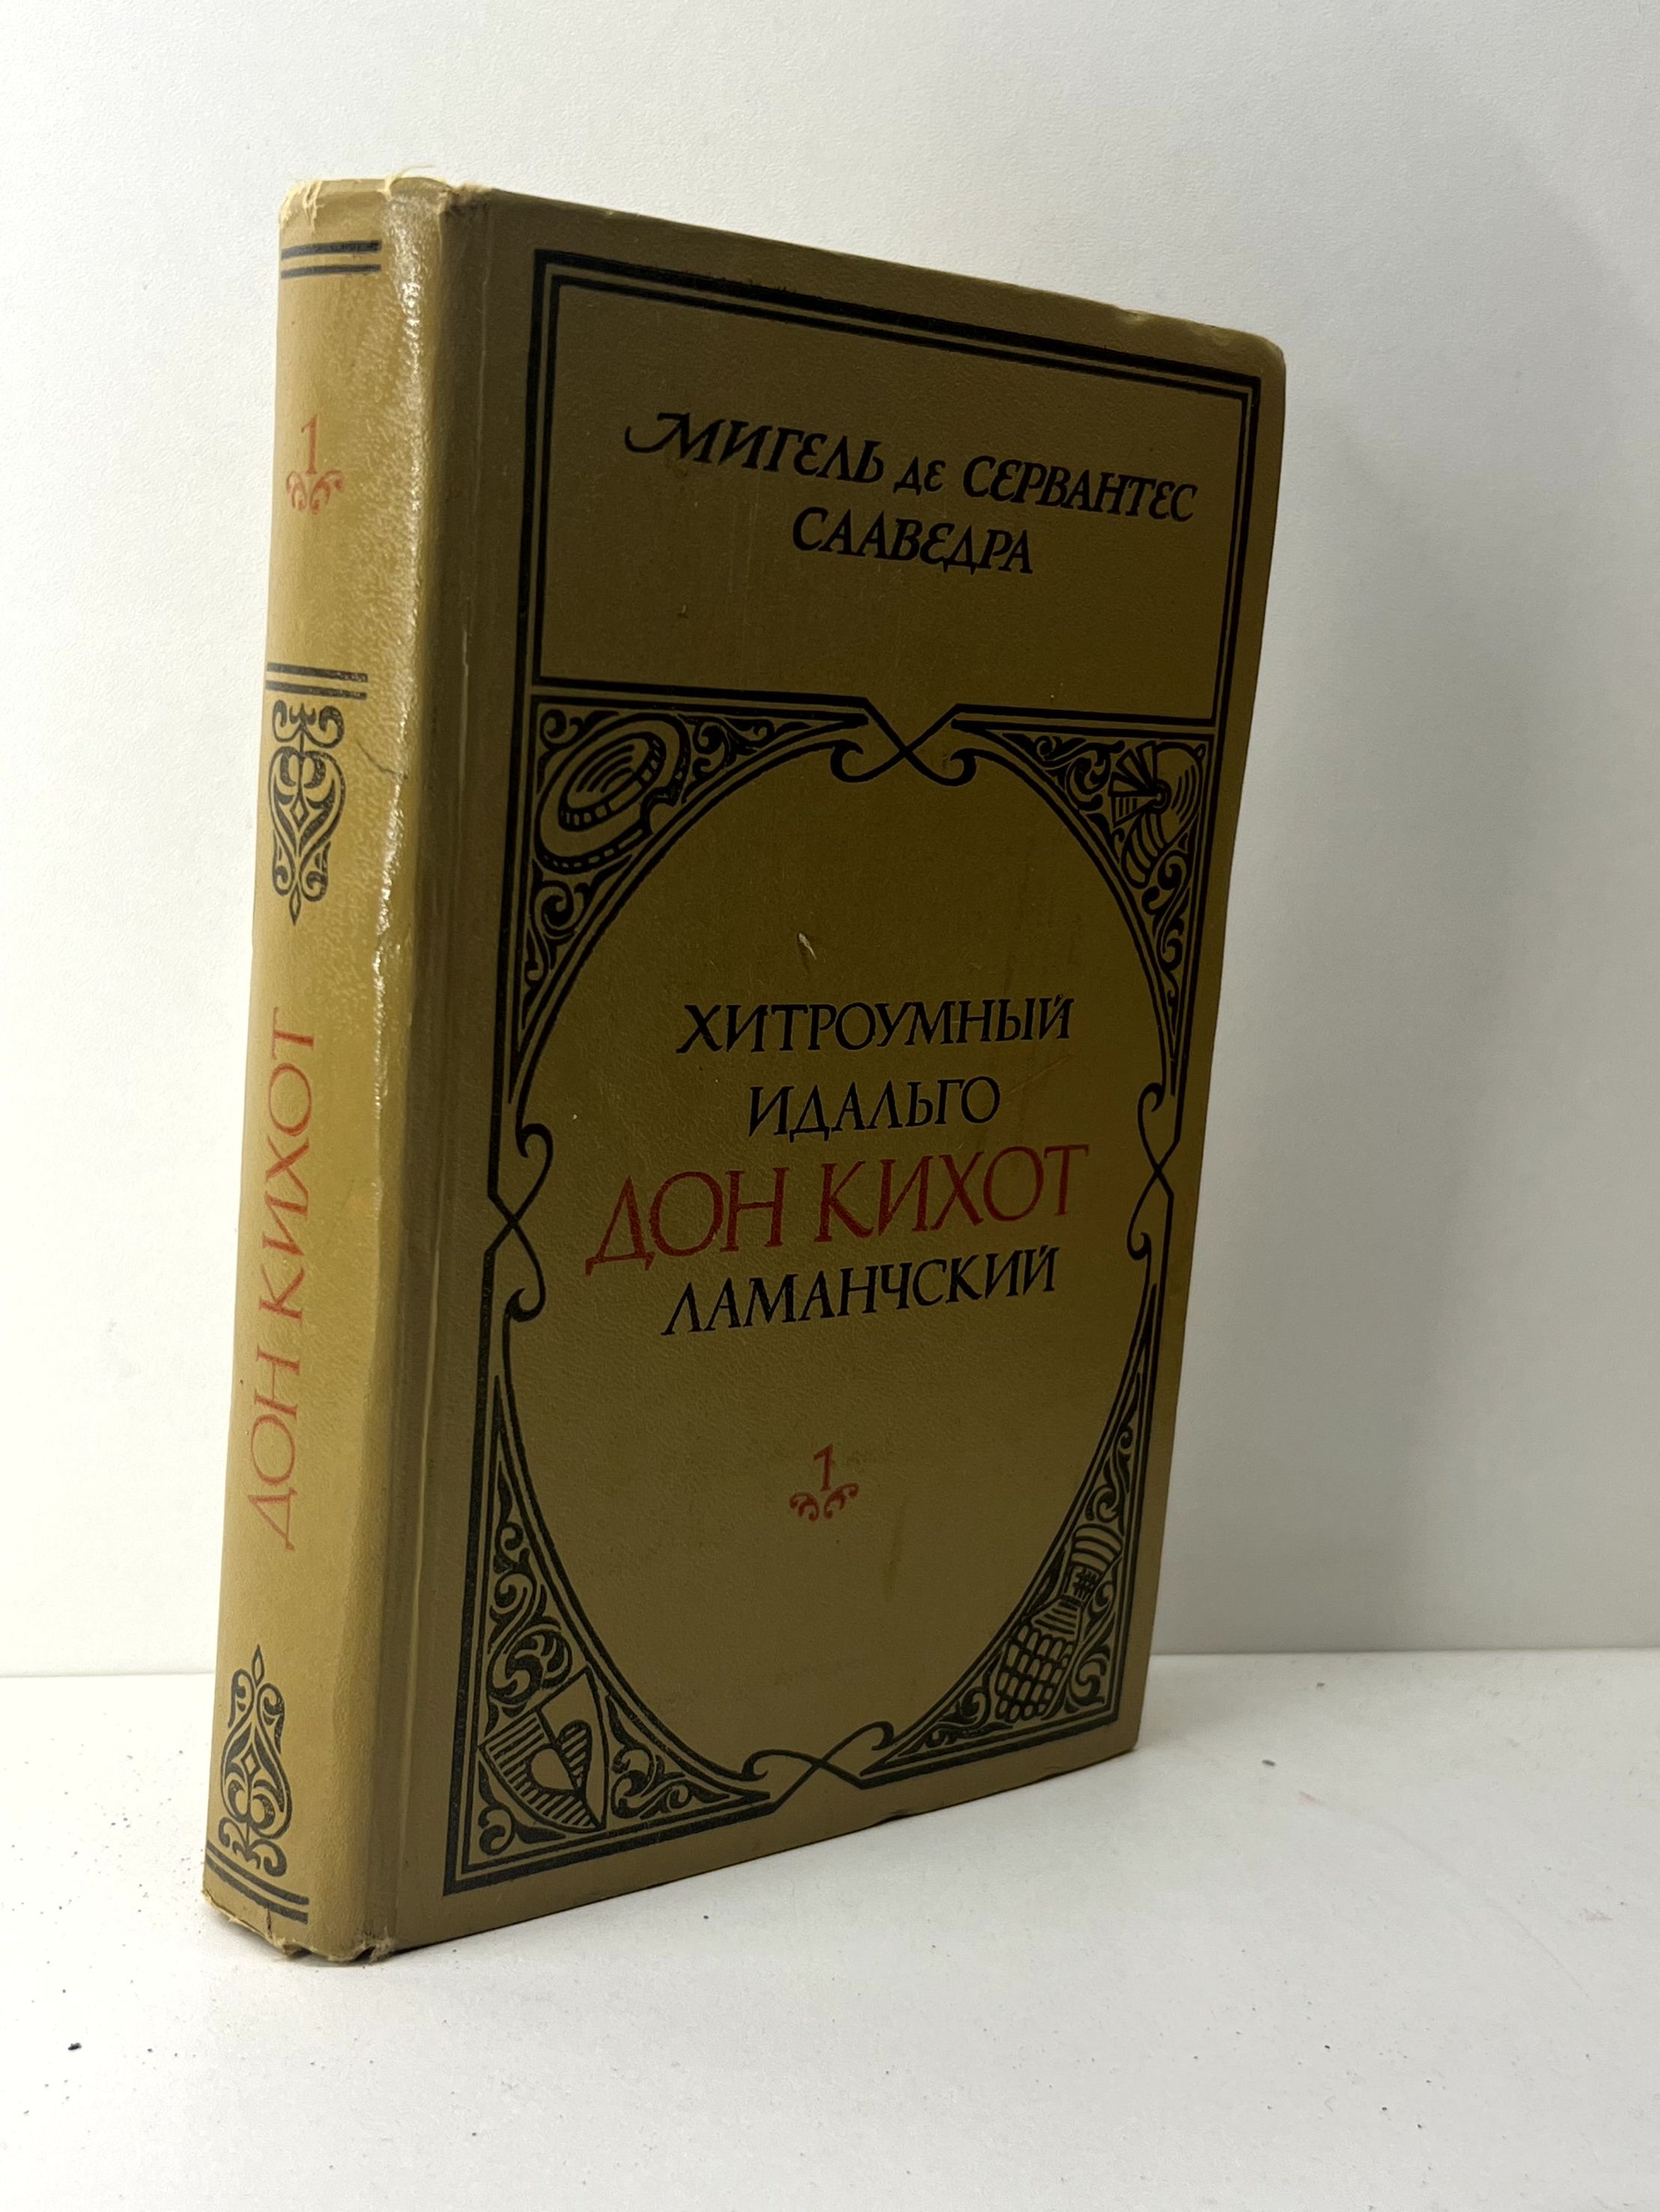 1
ДОН КИХОТ
МИГЕЛЬ ДЕ СЕРВАНТЕС
СААВЕДРА
ХИТРОУМНЫЙ
ИДАЛЬГО
ДОН КИХОТ
ЛАМАНЧСКИЙ
1